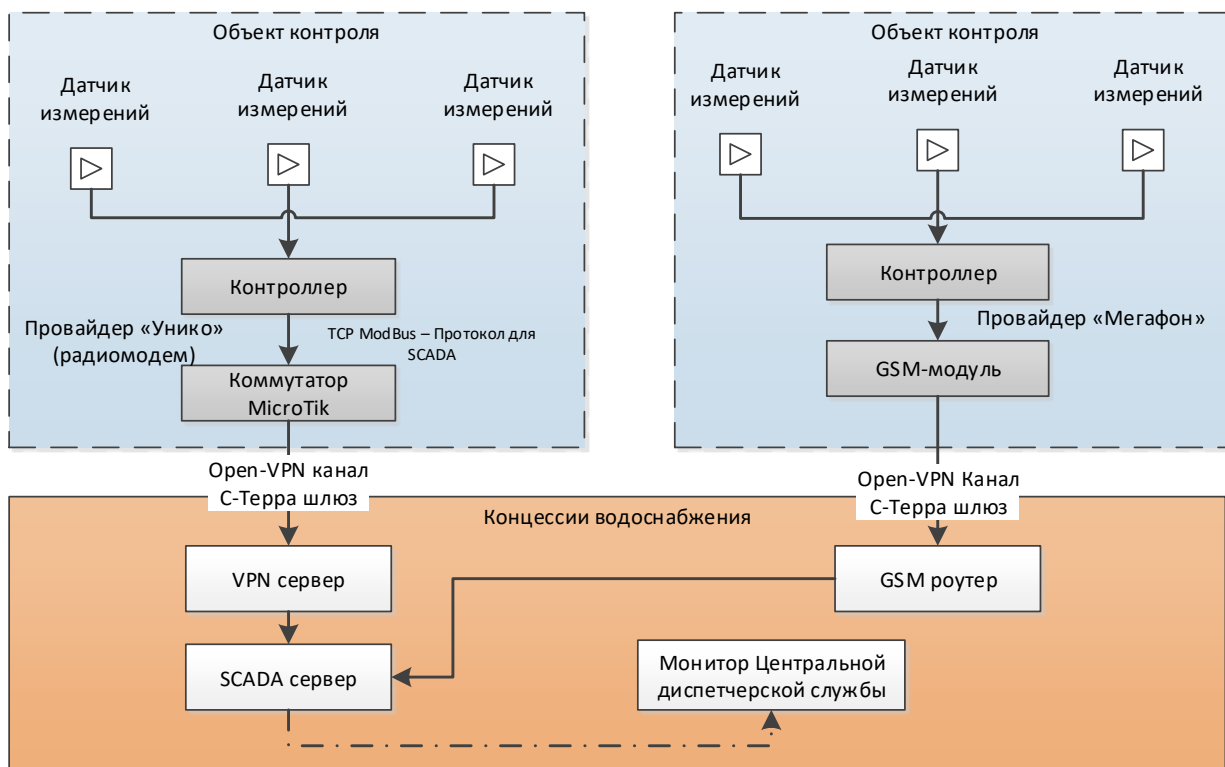 Объект контроля
Датчик
измерений
Датчик
измерений
Датчик
измерений
Контроллер
Провайдер «Унико»
(радиомодем)
TCP ModBus – Протокол для
SCADA
Коммутатор
MicroTik
Объект контроля
Датчик
измерений
Датчик
измерений
Датчик
измерений
Контроллер
Провайдер «Мегафон»
GSM-модуль
Open-VPN канал
С-Терра шлюз
Open-VPN Канал
С-Терра шлюз
Концессии водоснабжения
VPN сервер
GSM роутер
SCADA сервер
Монитор Центральной
диспетчерской службы